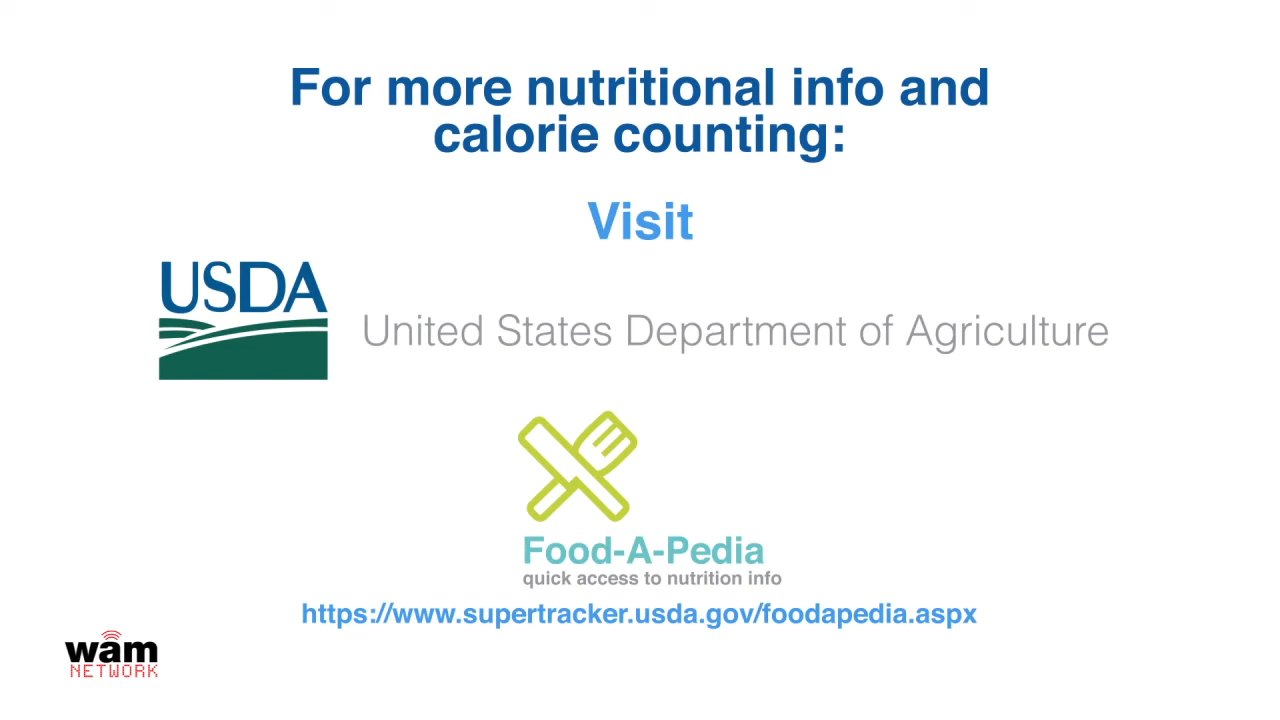 For more nutritional info and
calorie counting:
Visit
USDA
United States Department of Agriculture
Food-A-Pedia
quick access to nutrition info
https://www.supertracker.usda.gov/foodapedia.aspx
wam
NETWORK